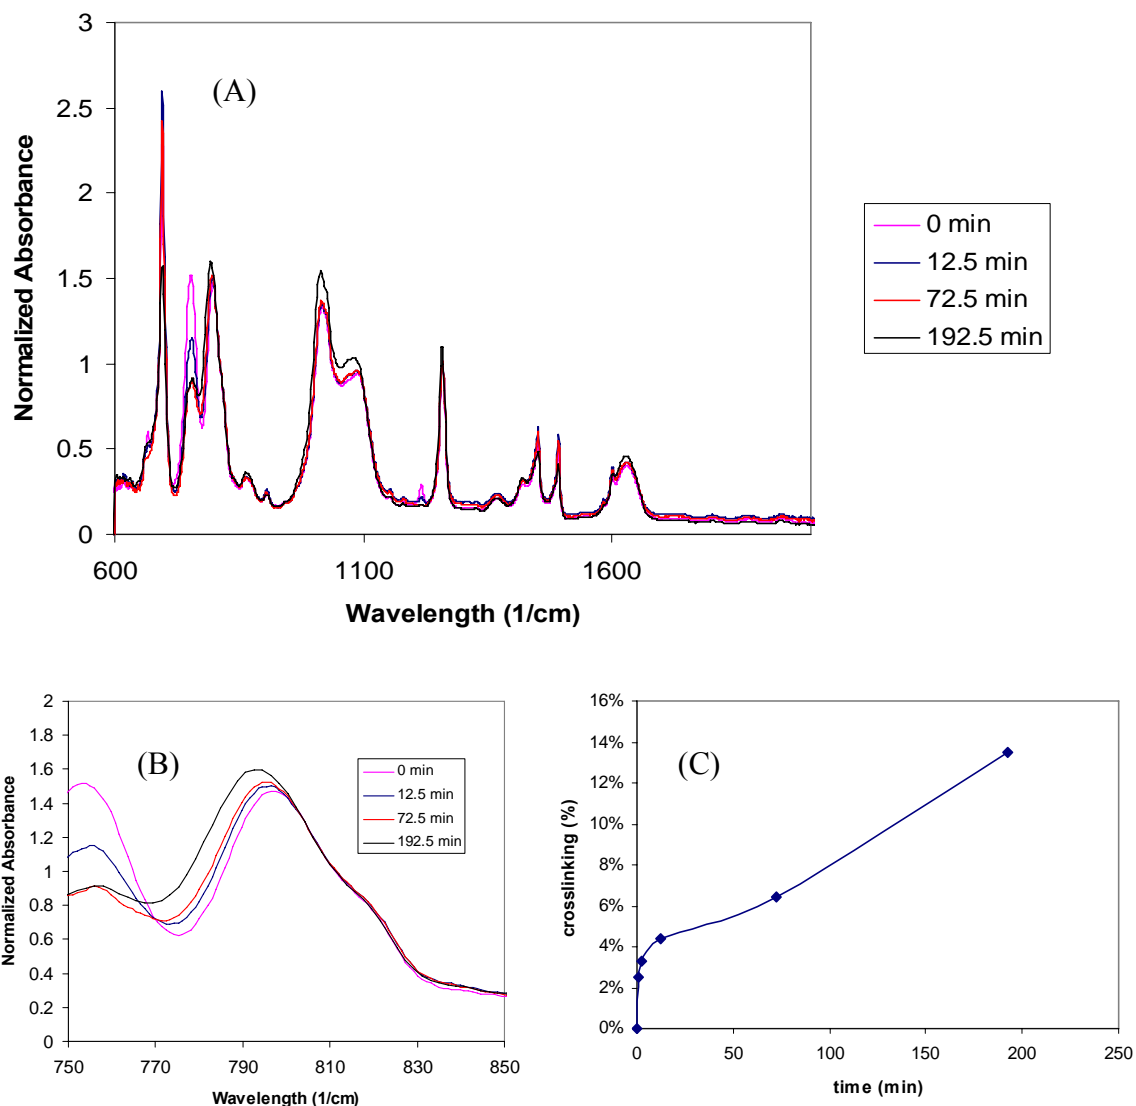 (A)
3
2.5
2
1.5
1
0.5
0
600 1100 1600
Normalized Absorbance
Wavelength (1/cm)
0 min
12.5 min
72.5 min
192.5 min
(B)
2
1.8
1.6
1.4
1.2
1
0.8
0.6
0.4
0.2
0
750 770 790 810 830 850
Normalized Absorbance
Wavelength (1/cm)
0 min
12.5 min
72.5 min
192.5 min
(C)
16%
14%
12%
10%
8%
6%
4%
2%
0%
0 50 100 150 200 250
crosslinking (%)
time (min)